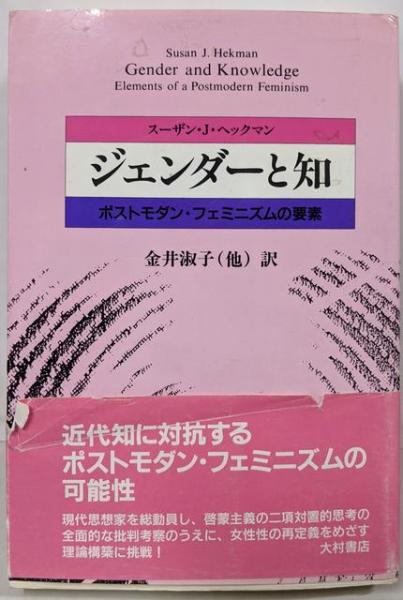 Susan J. Hekman
Gender and Knowledge
Elements of a Postmodern Feminism
スーザン・J・ヘックマン
ジェンダーと知
ポストモダン・フェミニズムの要素
金井淑子(他)訳
近代知に対抗する
ポストモダン・フェミニズムの
可能性
現代思想家を総動員し、啓蒙主義の二項対置的思考の
全面的な批判考察のうえに、女性性の再定義をめざす
理論構築に挑戦!
大村書店